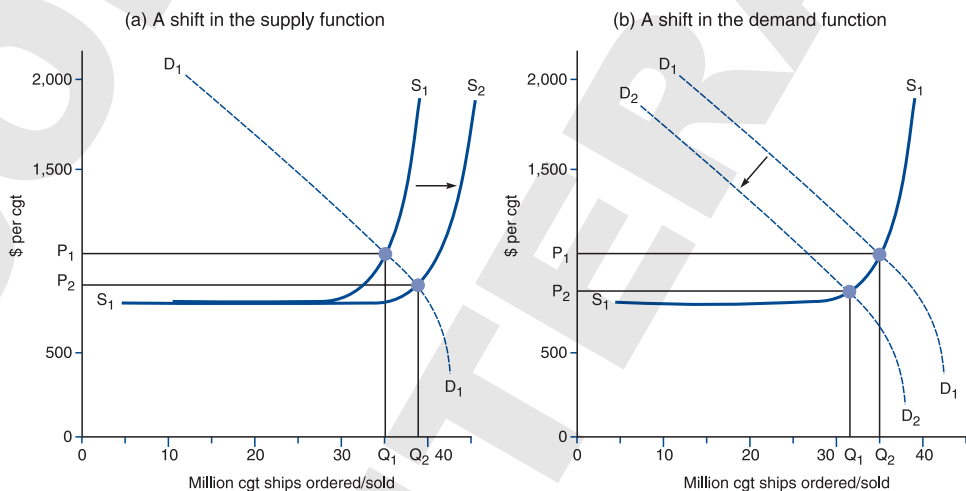 (a) A shift in the supply function
2,000
1,500
P₁
P₂
500
0
$ per cgt
D₁
S₁
S₂
S₁
D₁
0
10
20
30
Q₁
Q₂
40
Million cgt ships ordered/sold
(b) A shift in the demand function
2,000
1,500
P₁
P₂
500
0
$ per cgt
D₁
D₂
S₁
S₁
D₁
D₂
0
10
20
30
Q₁
Q₂
40
Million cgt ships ordered/sold